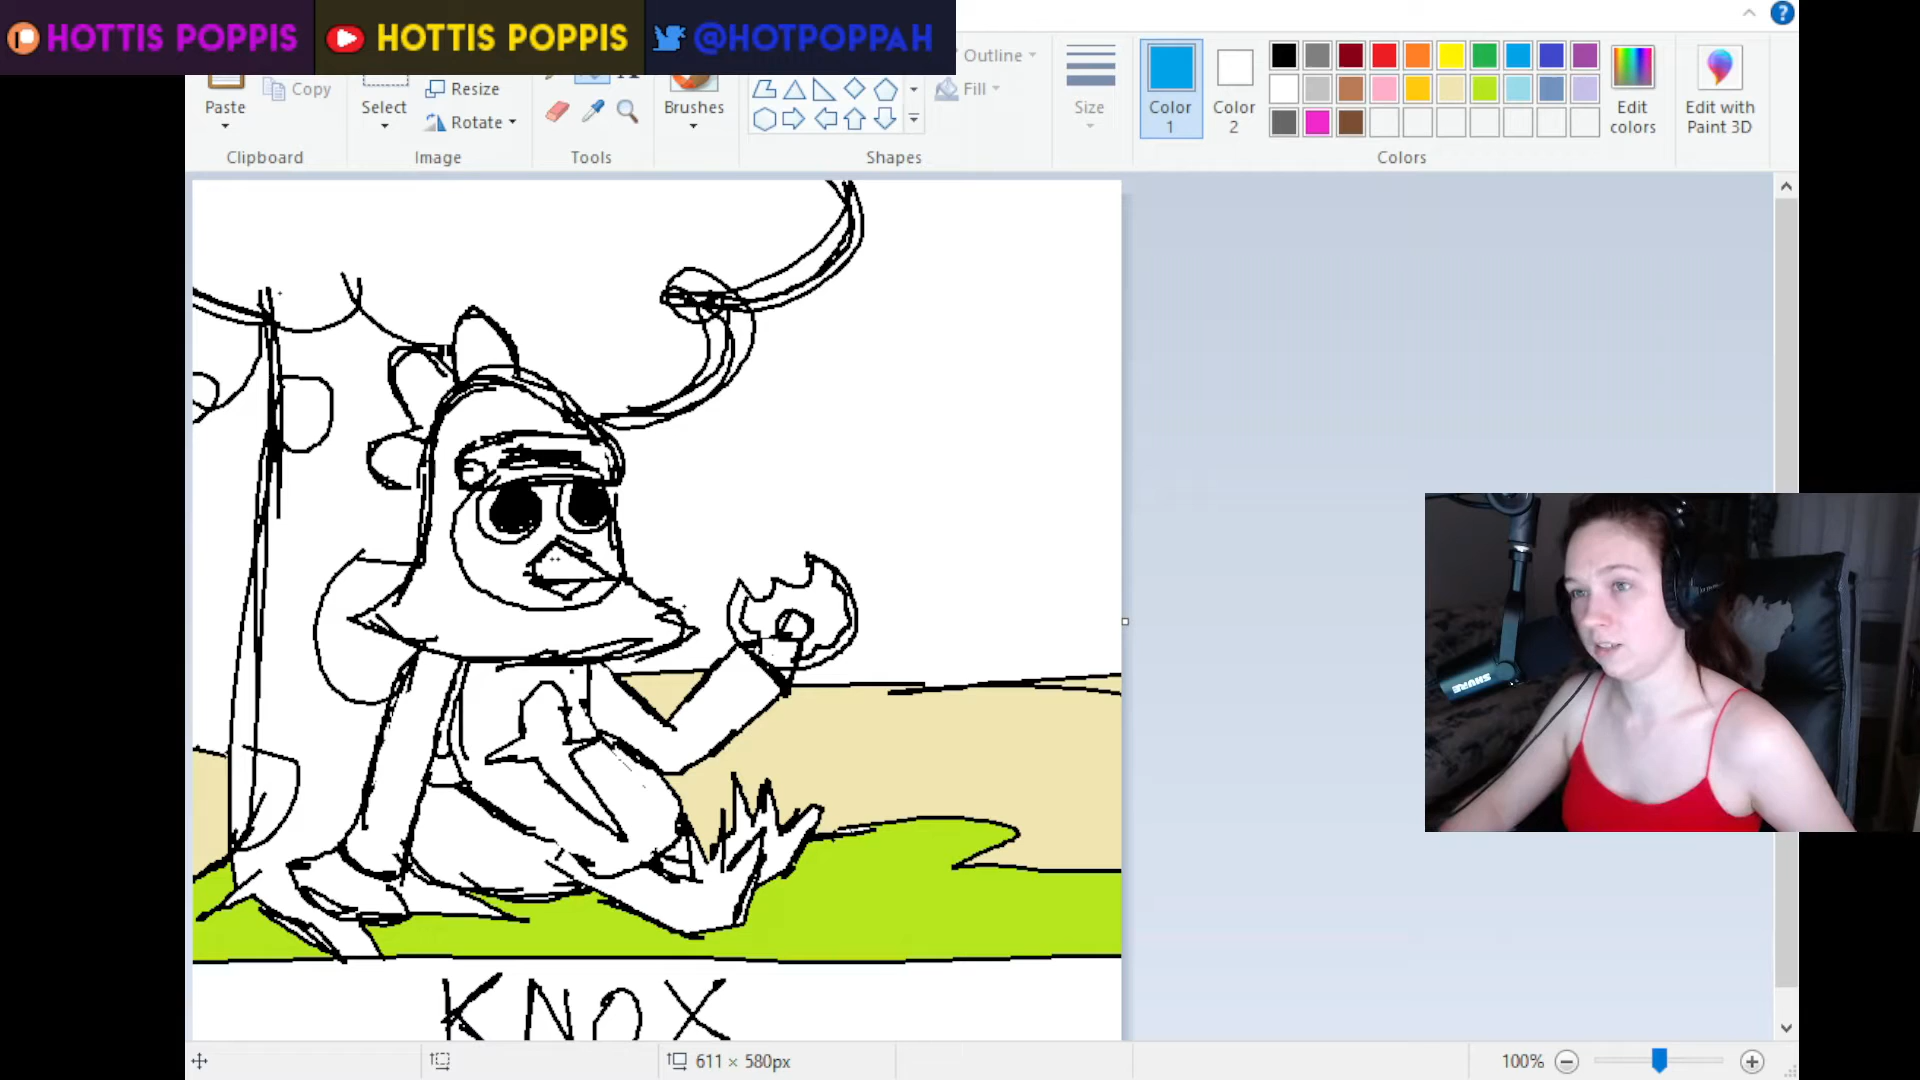 HOTTIS POPPIS
HOTTIS POPPIS
@HOTPOPPAH
Outline
Fill
Paste
Copy
Select
Resize
Rotate
Brushes
Size
Color 1
Color 2
Edit colors
Edit with Paint 3D
Clipboard
Image
Tools
Shapes
Colors
SHURE
KNOX
611 × 580px
100%